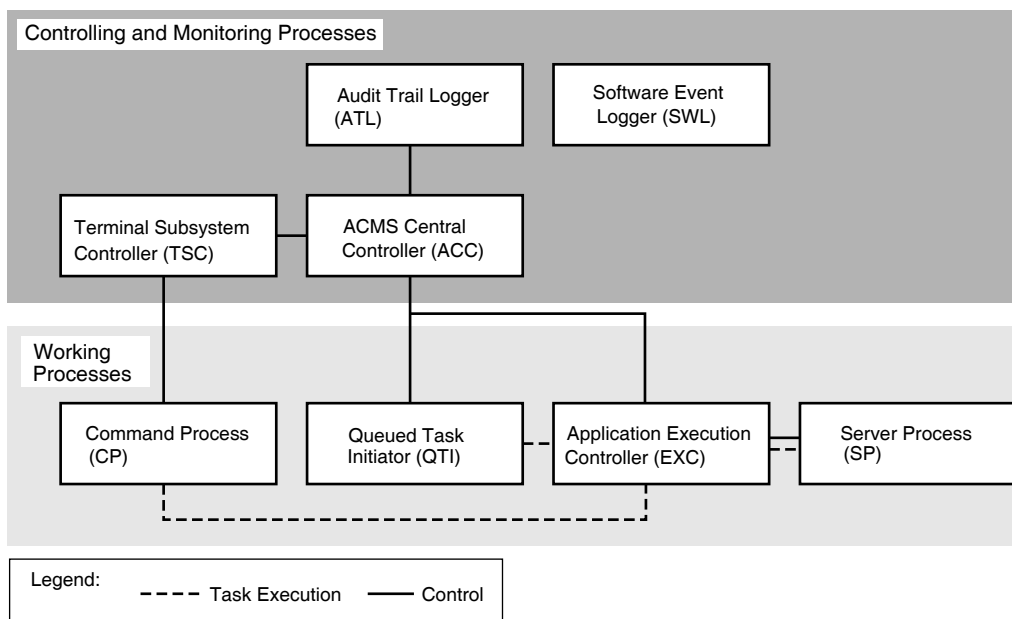 Controlling and Monitoring Processes
Audit Trail Logger
(ATL)
Software Event
Logger (SWL)
Terminal Subsystem
Controller (TSC)
ACMS Central
Controller (ACC)
Working
Processes
Command Process
(CP)
Queued Task
Initiator (QTI)
Application Execution
Controller (EXC)
Server Process
(SP)
Legend:
Task Execution
Control